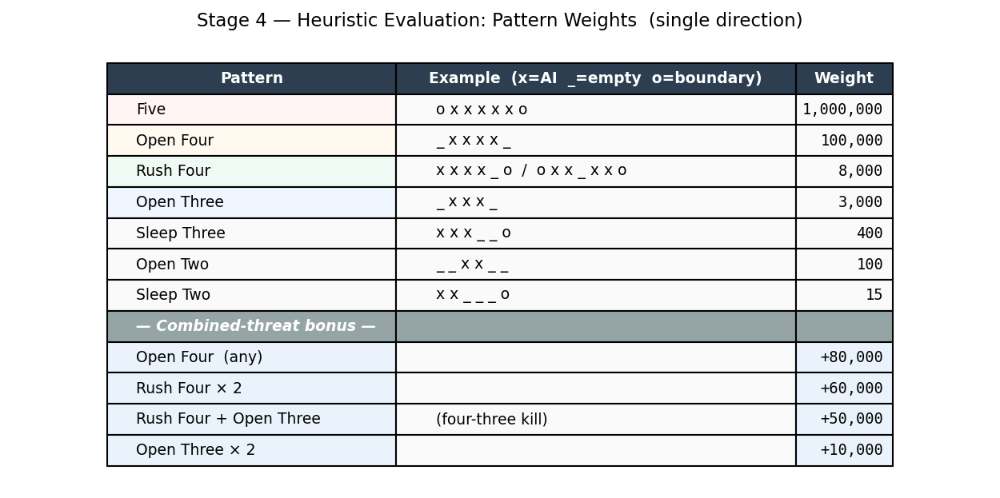 Stage 4 — Heuristic Evaluation: Pattern Weights (single direction)
Pattern Example (x=AI _=empty o=boundary) Weight
Five o x x x x x o 1,000,000
Open Four _ x x x x _ 100,000
Rush Four x x x x _ o / o x x _ x x o 8,000
Open Three _ x x x _ 3,000
Sleep Three x x x _ _ o 400
Open Two _ _ x x _ _ 100
Sleep Two x x _ _ _ o 15
— Combined-threat bonus —
Open Four (any) +80,000
Rush Four × 2 +60,000
Rush Four + Open Three (four-three kill) +50,000
Open Three × 2 +10,000